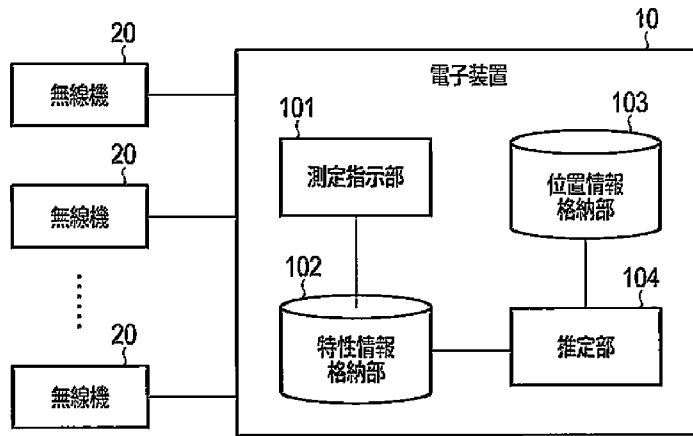 20
無線機
20
無線機
20
無線機
10
電子装置
101
測定指示部
103
位置情報
格納部
102
特性情報
格納部
104
推定部